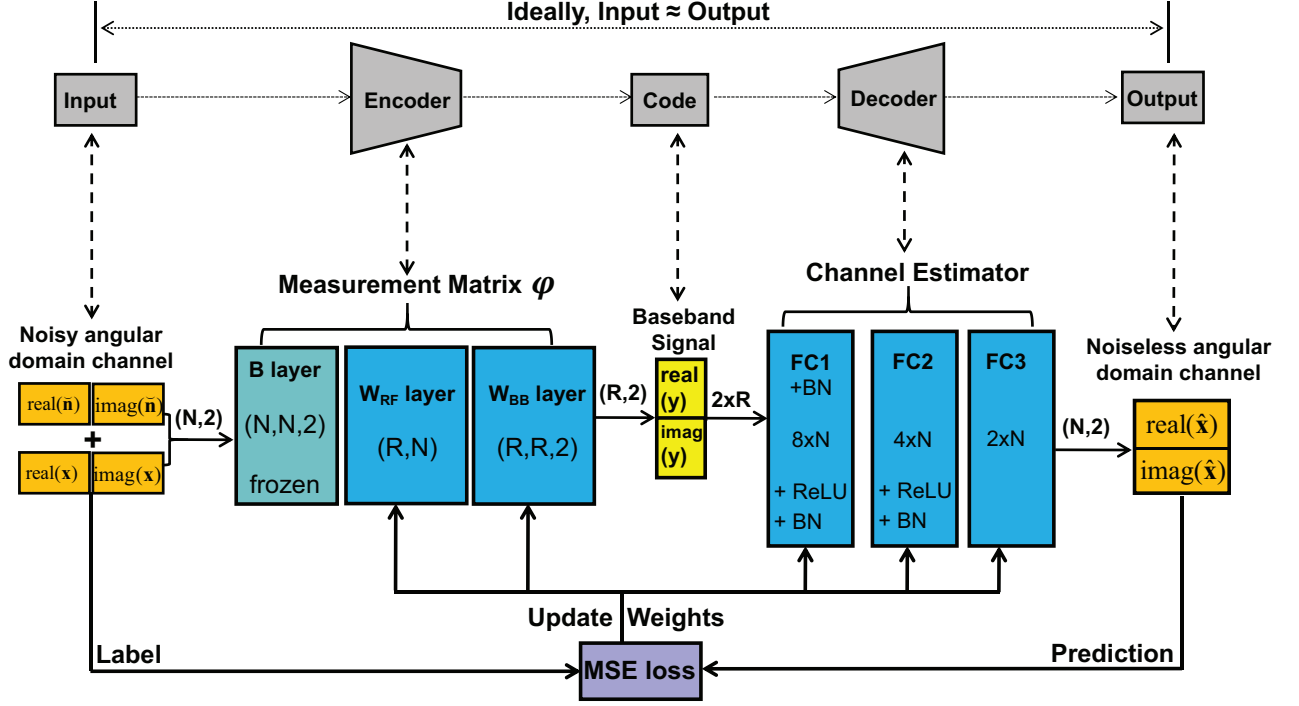 Ideally, Input ≈ Output
Input
Encoder
Code
Decoder
Output
Measurement Matrix φ
Channel Estimator
Noisy angular
domain channel
real(n̆) imag(n̆)
+
real(x) imag(x)
(N,2)
B layer
(N,N,2)
frozen
W_RF layer
(R,N)
W_BB layer
(R,R,2)
(R,2)
Baseband
Signal
real
(y)
imag
(y)
2xR
FC1
+BN
8xN
+ ReLU
+ BN
FC2
4xN
+ ReLU
+ BN
FC3
2xN
(N,2)
Noiseless angular
domain channel
real(x̂)
imag(x̂)
Update Weights
Label
MSE loss
Prediction